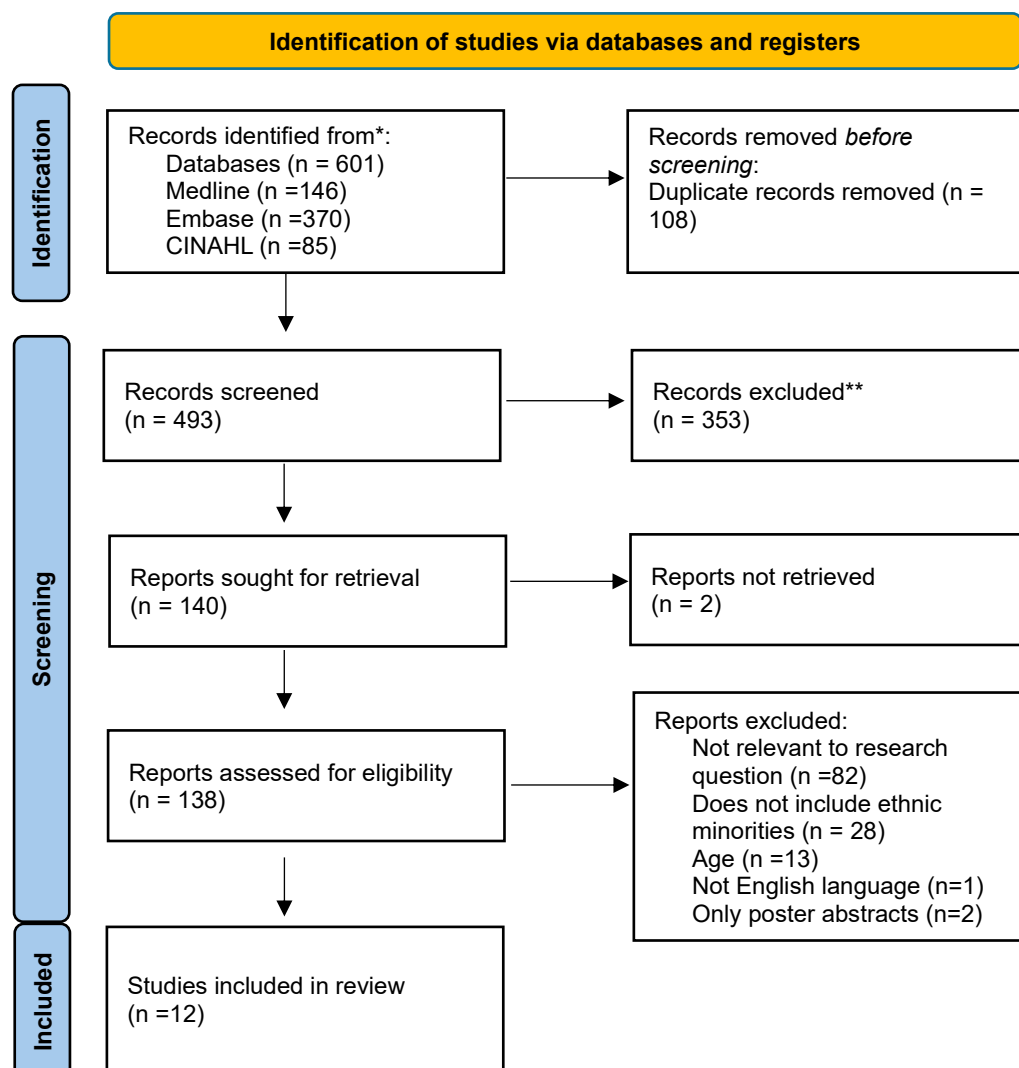 Identification of studies via databases and registers
Identification
Records identified from*:
Databases (n = 601)
Medline (n =146)
Embase (n =370)
CINAHL (n =85)
Records removed before
screening:
Duplicate records removed (n =
108)
Screening
Records screened
(n = 493)
Records excluded**
(n = 353)
Reports sought for retrieval
(n = 140)
Reports not retrieved
(n = 2)
Reports assessed for eligibility
(n = 138)
Reports excluded:
Not relevant to research
question (n =82)
Does not include ethnic
minorities (n = 28)
Age (n =13)
Not English language (n=1)
Only poster abstracts (n=2)
Included
Studies included in review
(n =12)